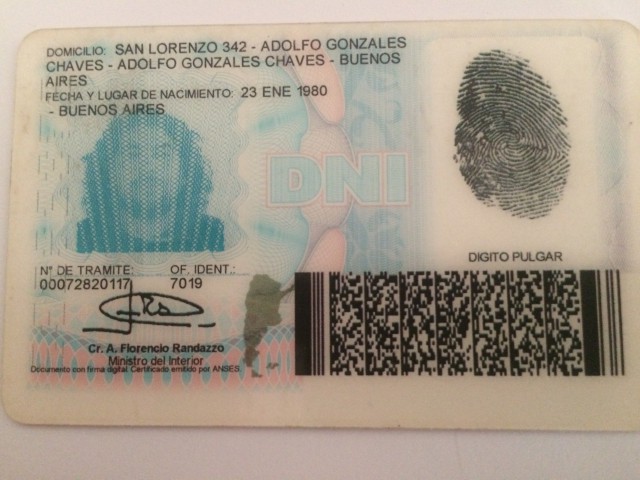 DOMICILIO: SAN LORENZO 342 - ADOLFO GONZALES
CHAVES - ADOLFO GONZALES CHAVES - BUENOS
AIRES
FECHA Y LUGAR DE NACIMIENTO: 23 ENE 1980
- BUENOS AIRES
DNI
DIGITO PULGAR
N° DE TRAMITE: OF. IDENT.:
00072820117 7019
Cr. A. Florencio Randazzo
Ministro del Interior
Documento con firma digital. Certificado emitido por ANSES